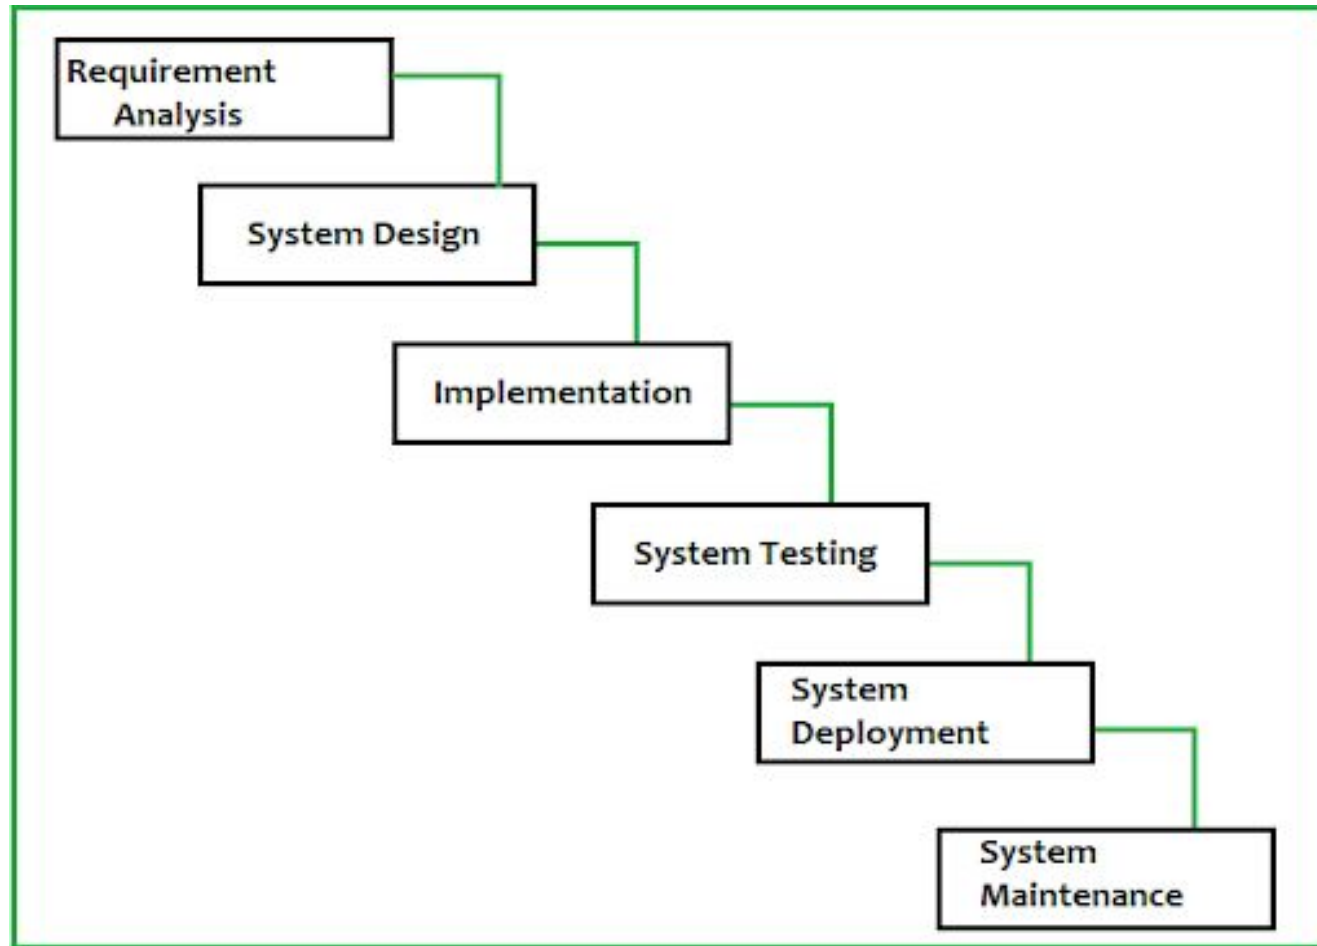 Requirement
Analysis
System Design
Implementation
System Testing
System
Deployment
System
Maintenance